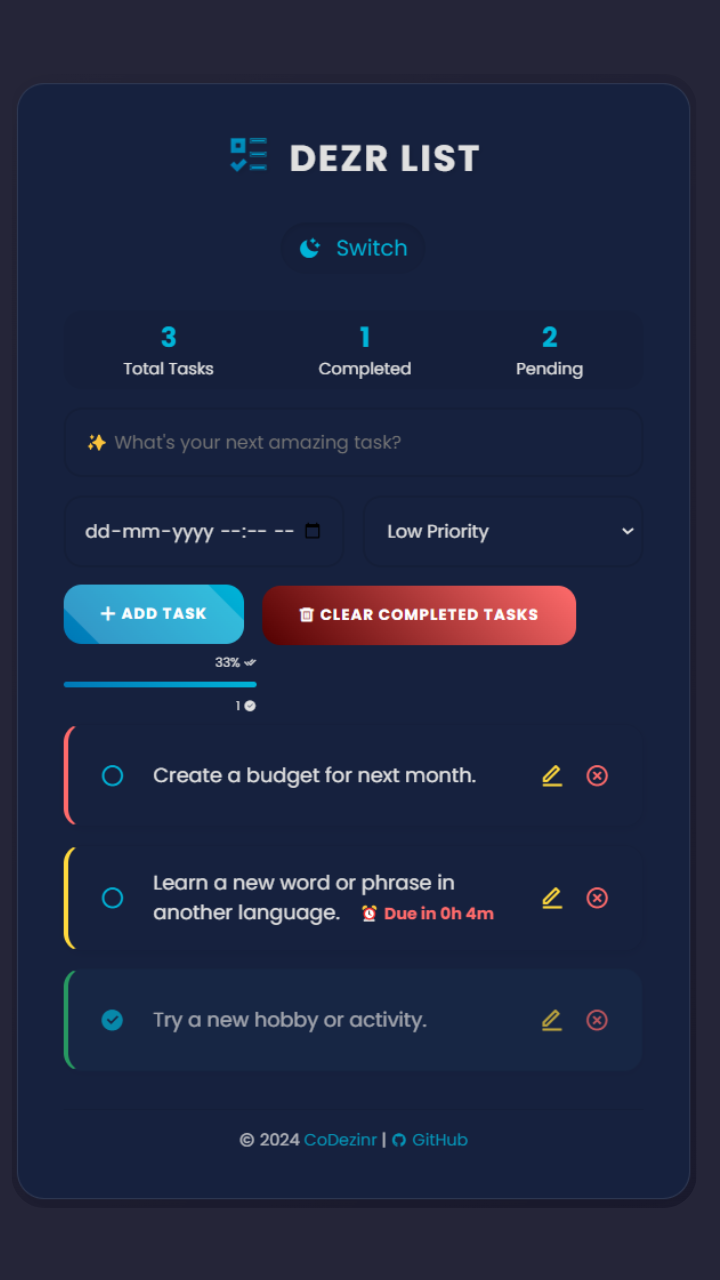 DEZR LIST
Switch
3 1 2
Total Tasks Completed Pending
✨ What's your next amazing task?
dd-mm-yyyy --:-- -- Low Priority
+ ADD TASK CLEAR COMPLETED TASKS
33%
1
Create a budget for next month.
Learn a new word or phrase in
another language. ⏰ Due in 0h 4m
Try a new hobby or activity.
© 2024 CoDezinr | GitHub